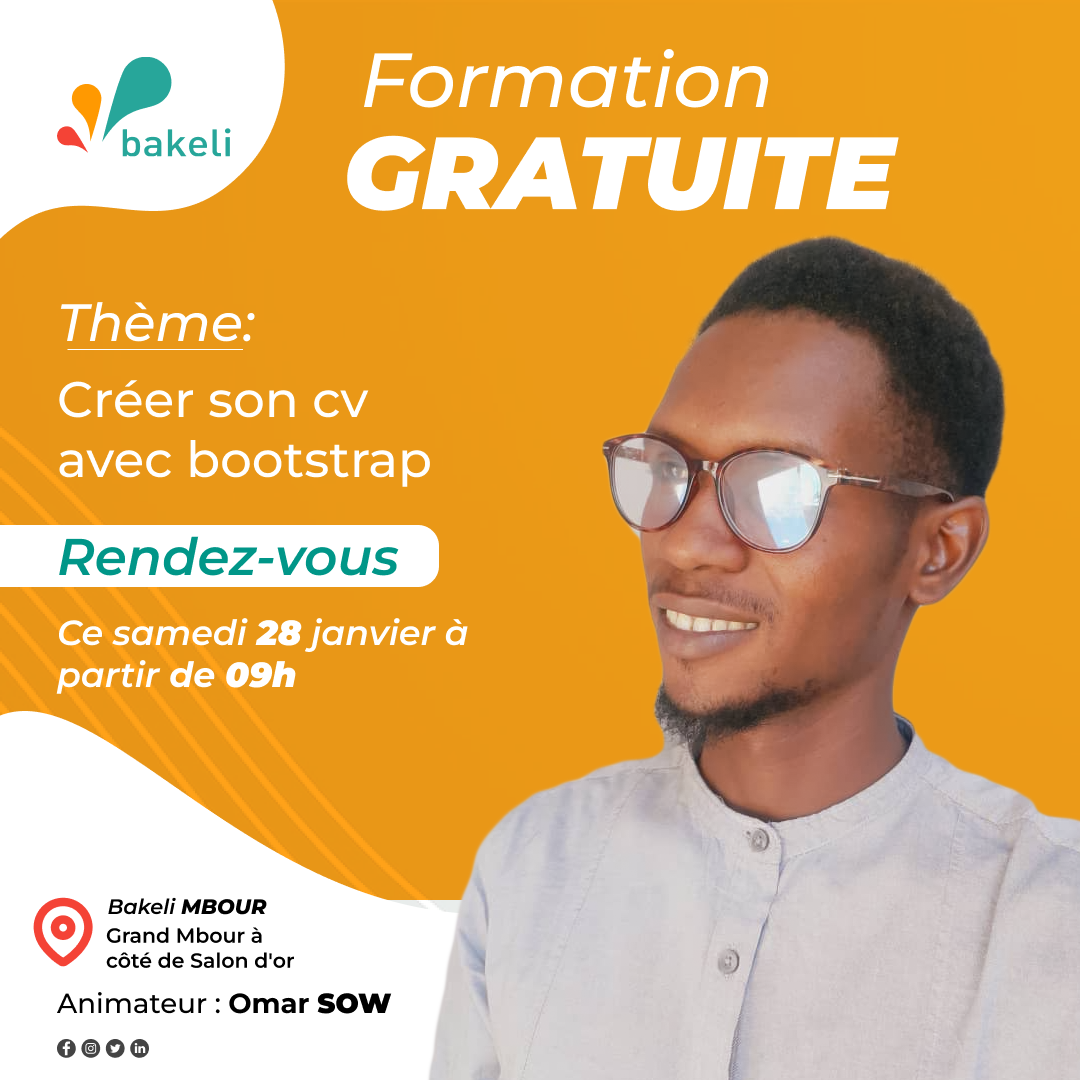 bakeli
Formation
GRATUITE
Thème:
Créer son cv
avec bootstrap
Rendez-vous
Ce samedi 28 janvier à
partir de 09h
Bakeli MBOUR
Grand Mbour à
côté de Salon d'or
Animateur : Omar SOW